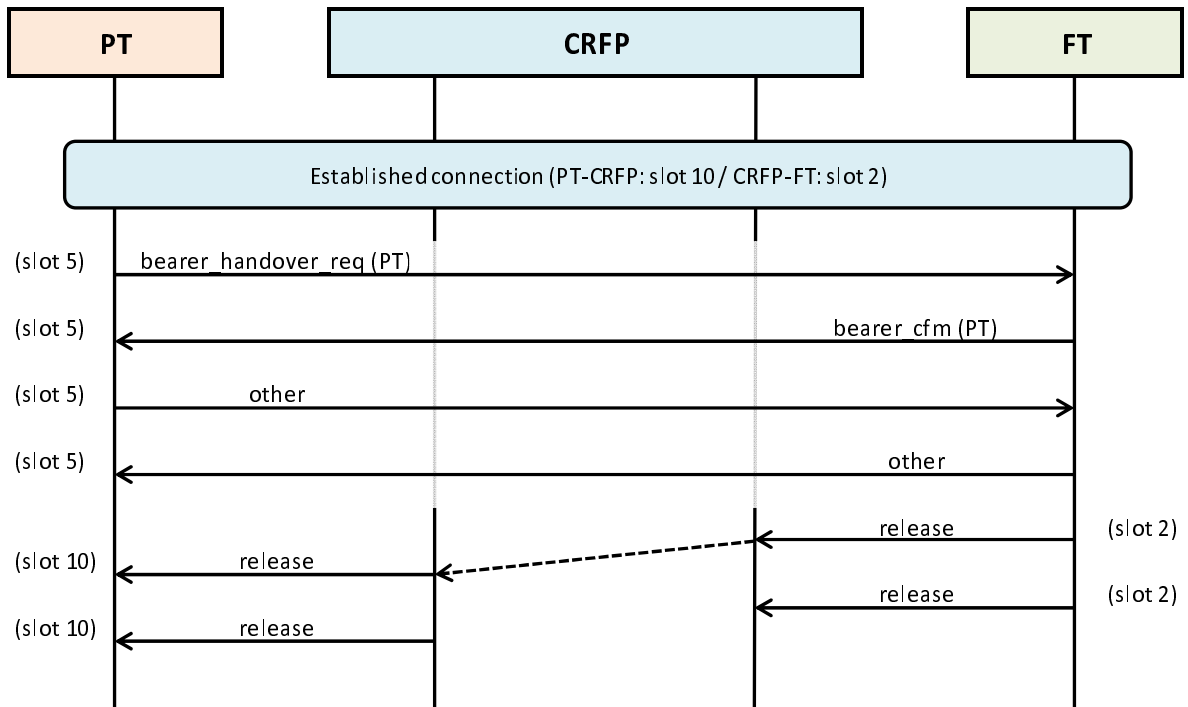 PT
CRFP
FT
Established connection (PT-CRFP: slot 10 / CRFP-FT: slot 2)
(slot 5)
bearer_handover_req (PT)
(slot 5)
bearer_cfm (PT)
(slot 5)
other
(slot 5)
other
release
(slot 2)
(slot 10)
release
release
(slot 2)
(slot 10)
release